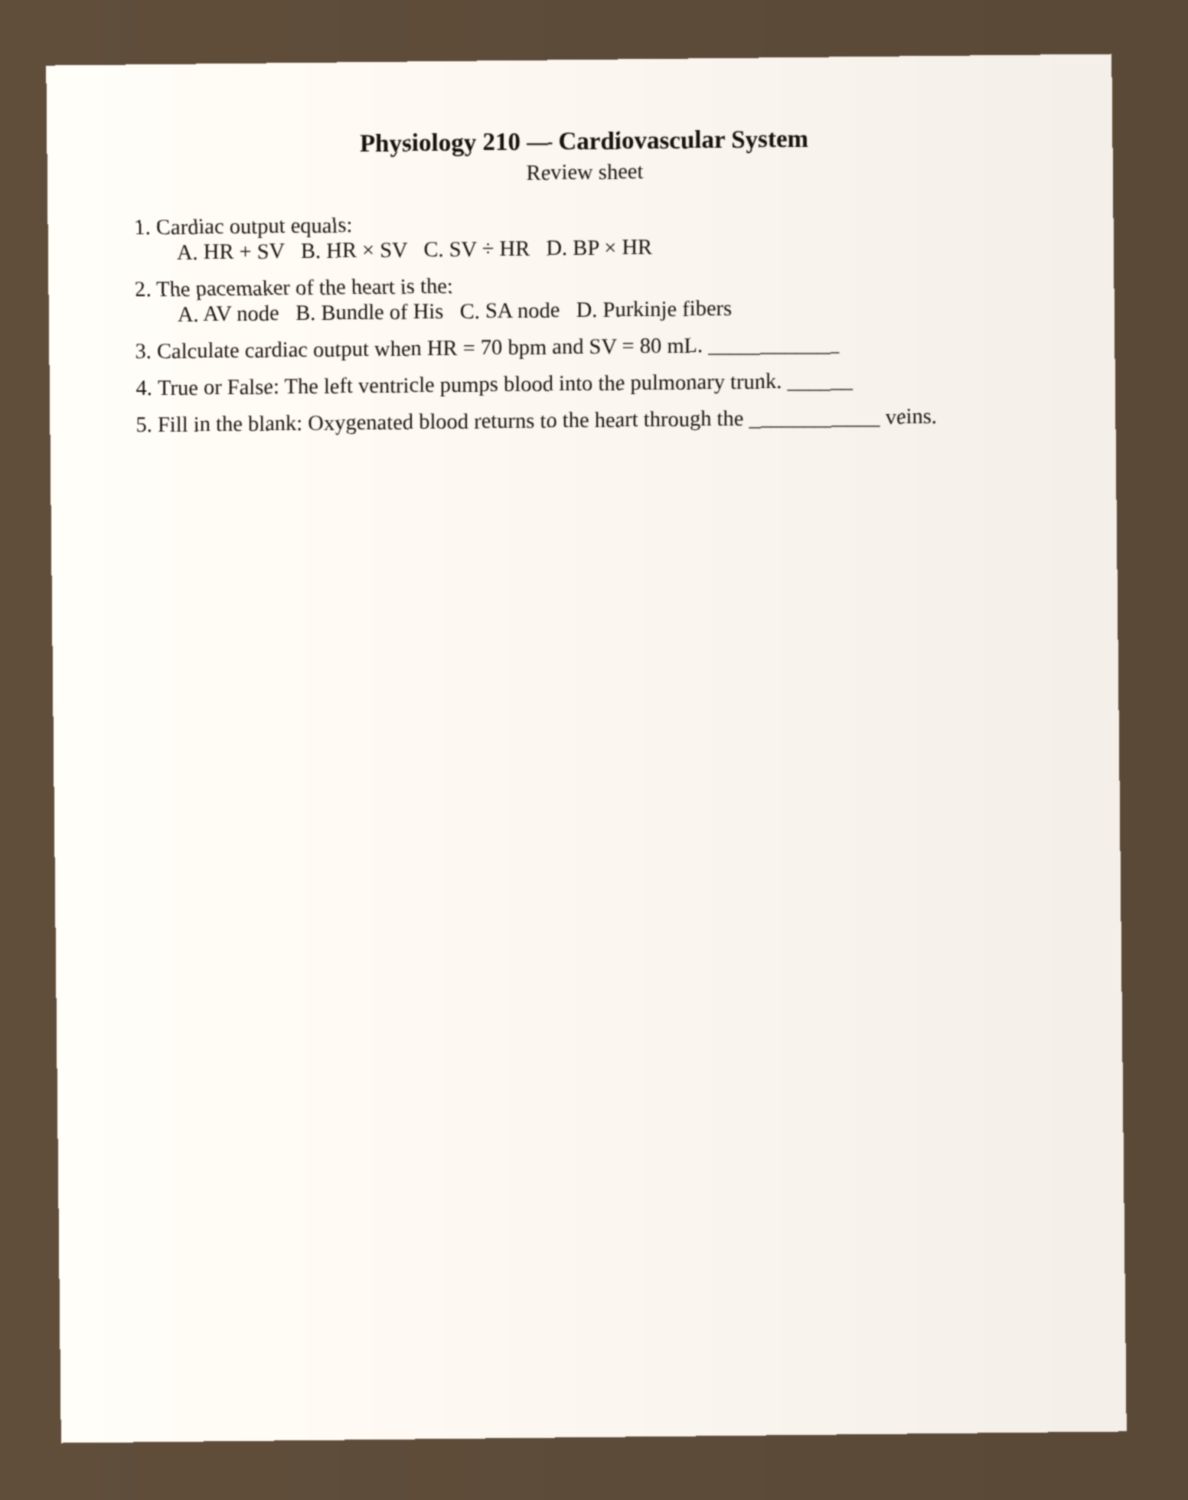 Physiology 210 — Cardiovascular System
Review sheet
1. Cardiac output equals:
A. HR + SV B. HR × SV C. SV ÷ HR D. BP × HR
2. The pacemaker of the heart is the:
A. AV node B. Bundle of His C. SA node D. Purkinje fibers
3. Calculate cardiac output when HR = 70 bpm and SV = 80 mL. ____________
4. True or False: The left ventricle pumps blood into the pulmonary trunk. ______
5. Fill in the blank: Oxygenated blood returns to the heart through the ____________ veins.